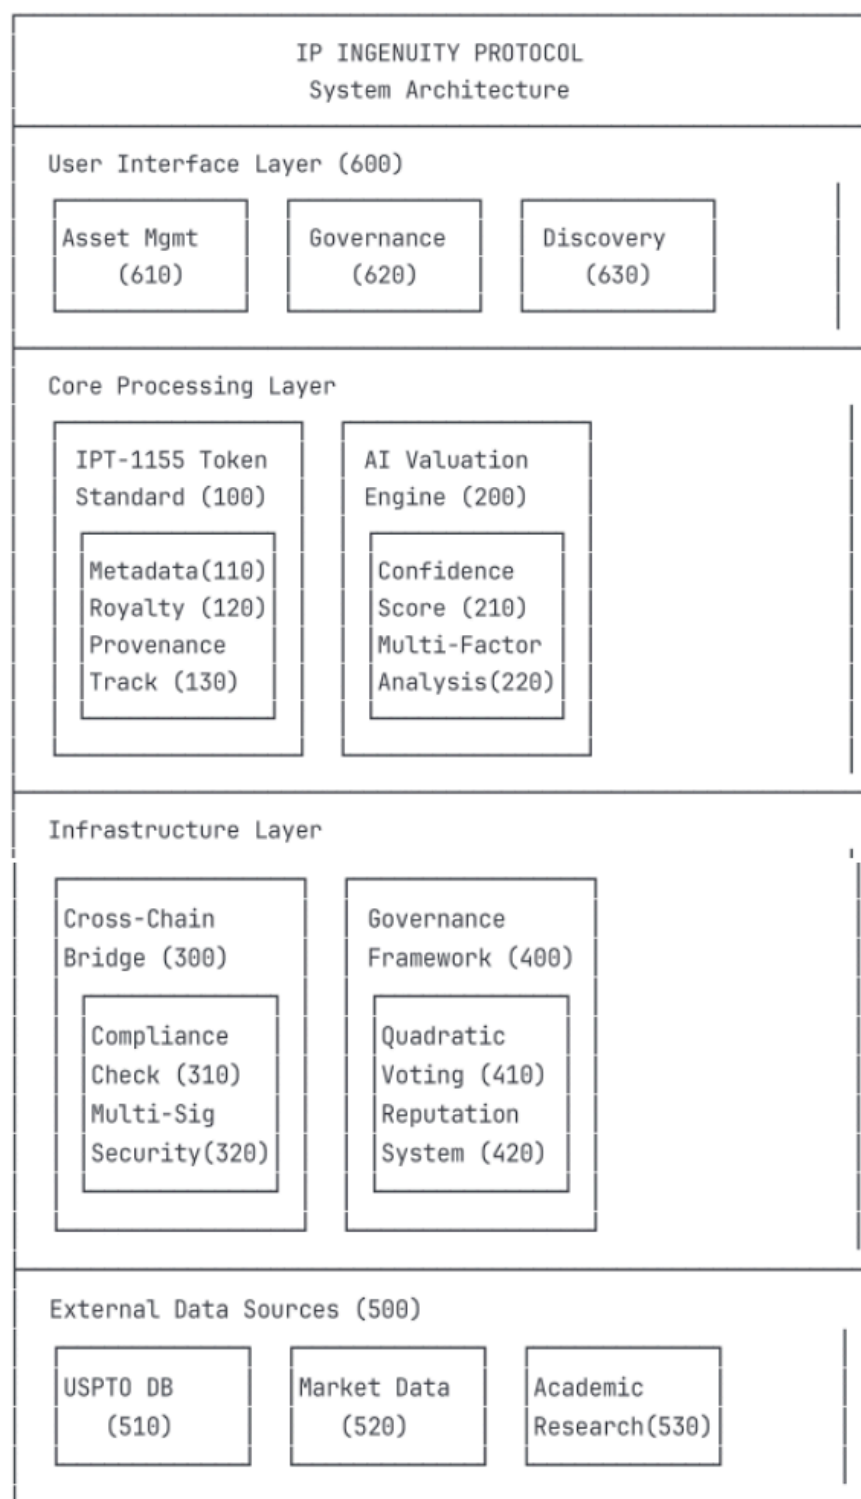 IP INGENUITY PROTOCOL
System Architecture
User Interface Layer (600)
Asset Mgmt
(610)
Governance
(620)
Discovery
(630)
Core Processing Layer
IPT-1155 Token
Standard (100)
Metadata(110)
Royalty (120)
Provenance
Track (130)
AI Valuation
Engine (200)
Confidence
Score (210)
Multi-Factor
Analysis(220)
Infrastructure Layer
Cross-Chain
Bridge (300)
Compliance
Check (310)
Multi-Sig
Security(320)
Governance
Framework (400)
Quadratic
Voting (410)
Reputation
System (420)
External Data Sources (500)
USPTO DB
(510)
Market Data
(520)
Academic
Research(530)